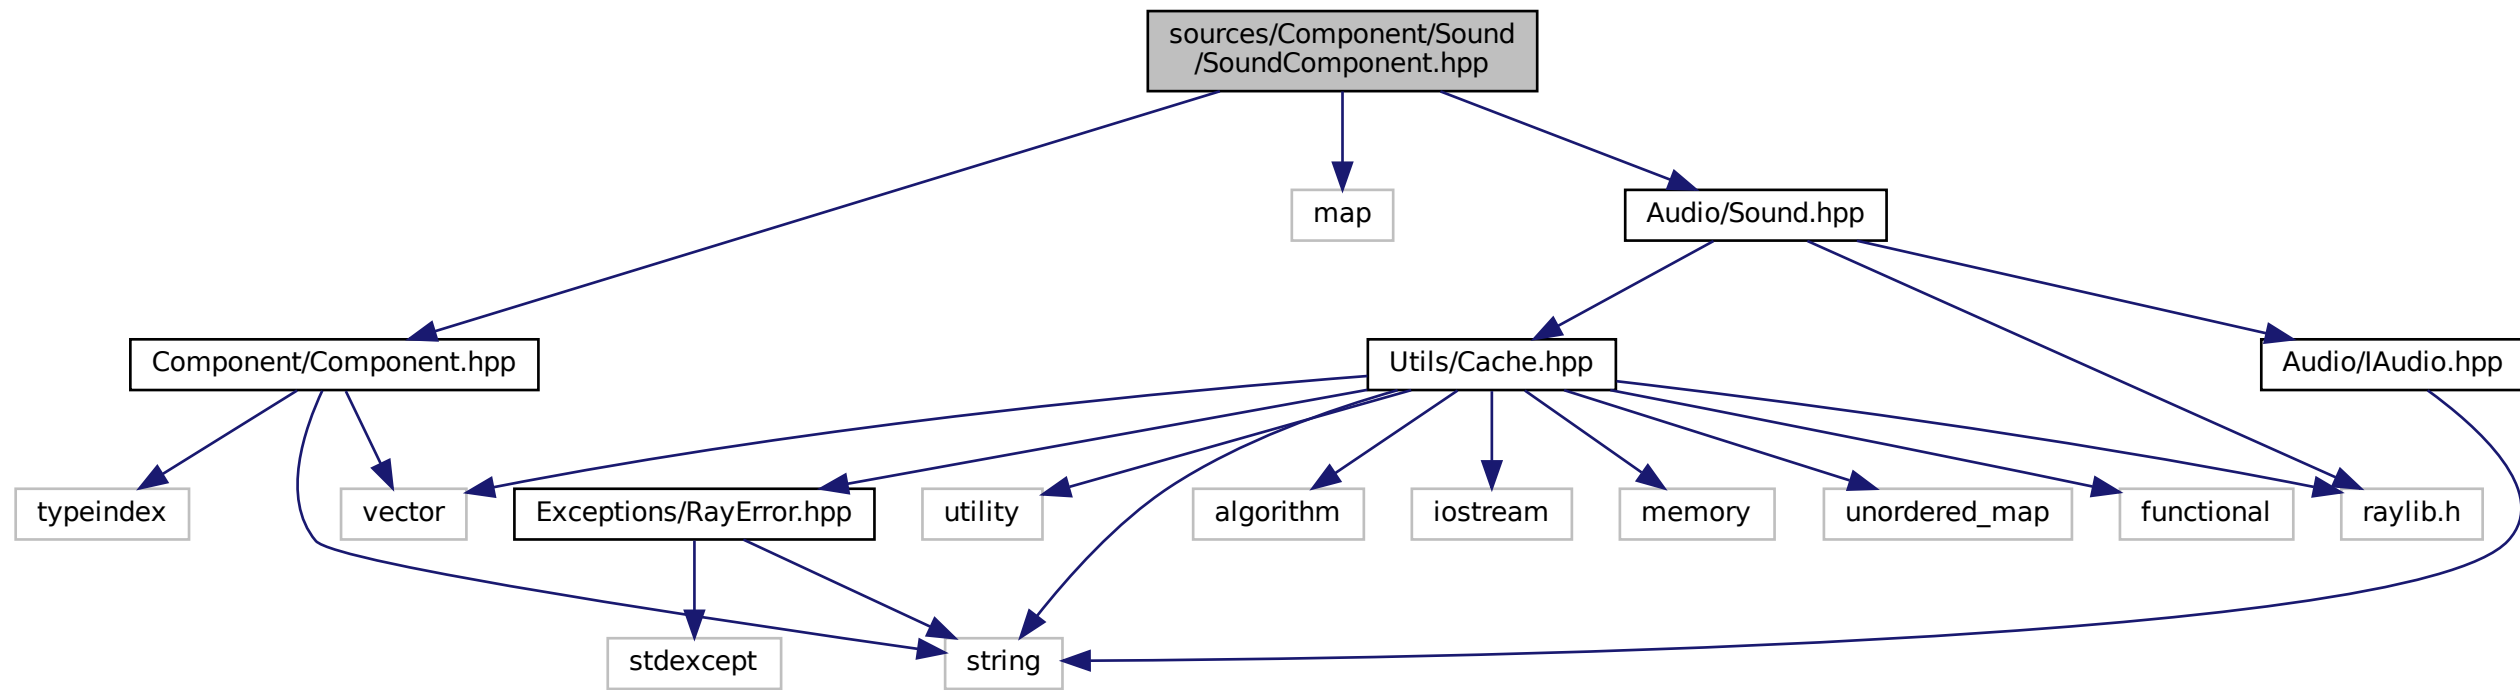 sources/Component/Sound
/SoundComponent.hpp
map
Audio/Sound.hpp
Component/Component.hpp
Utils/Cache.hpp
Audio/IAudio.hpp
typeindex
vector
Exceptions/RayError.hpp
utility
algorithm
iostream
memory
unordered_map
functional
raylib.h
stdexcept
string